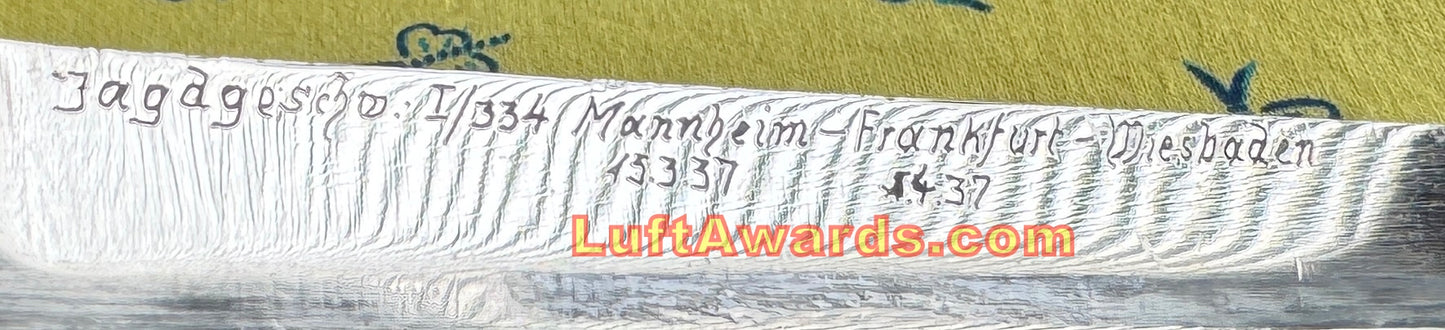 Jagdgeschw. I/334 Mannheim-Frankfurt-Wiesbaden
15.3.37 1.4.37
LuftAwards.com